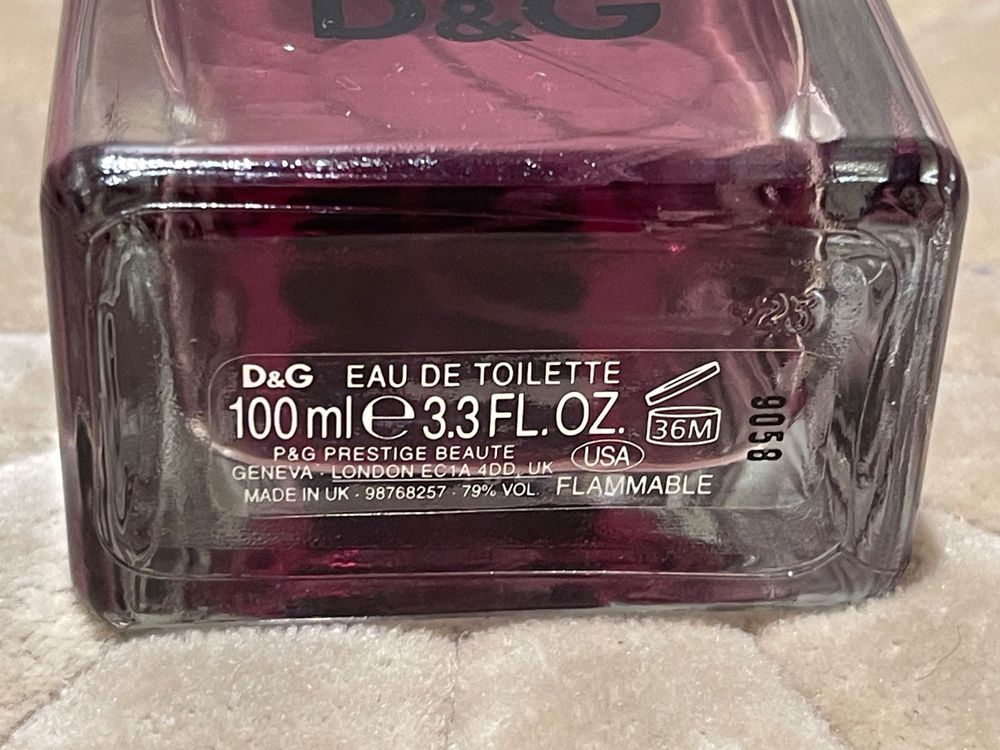 D&G
25
D&G EAU DE TOILETTE
100 ml ℮ 3.3 FL. OZ.
36M
P&G PRESTIGE BEAUTE
USA
GENEVA · LONDON EC1A 4DD, UK
MADE IN UK · 98768257 · 79% VOL.
FLAMMABLE
9058